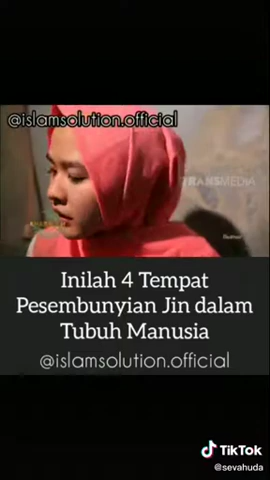 @islamsolution.official
TRANSMEDIA
Inilah 4 Tempat
Pesembunyian Jin dalam
Tubuh Manusia
@islamsolution.official
TikTok
@sevahuda